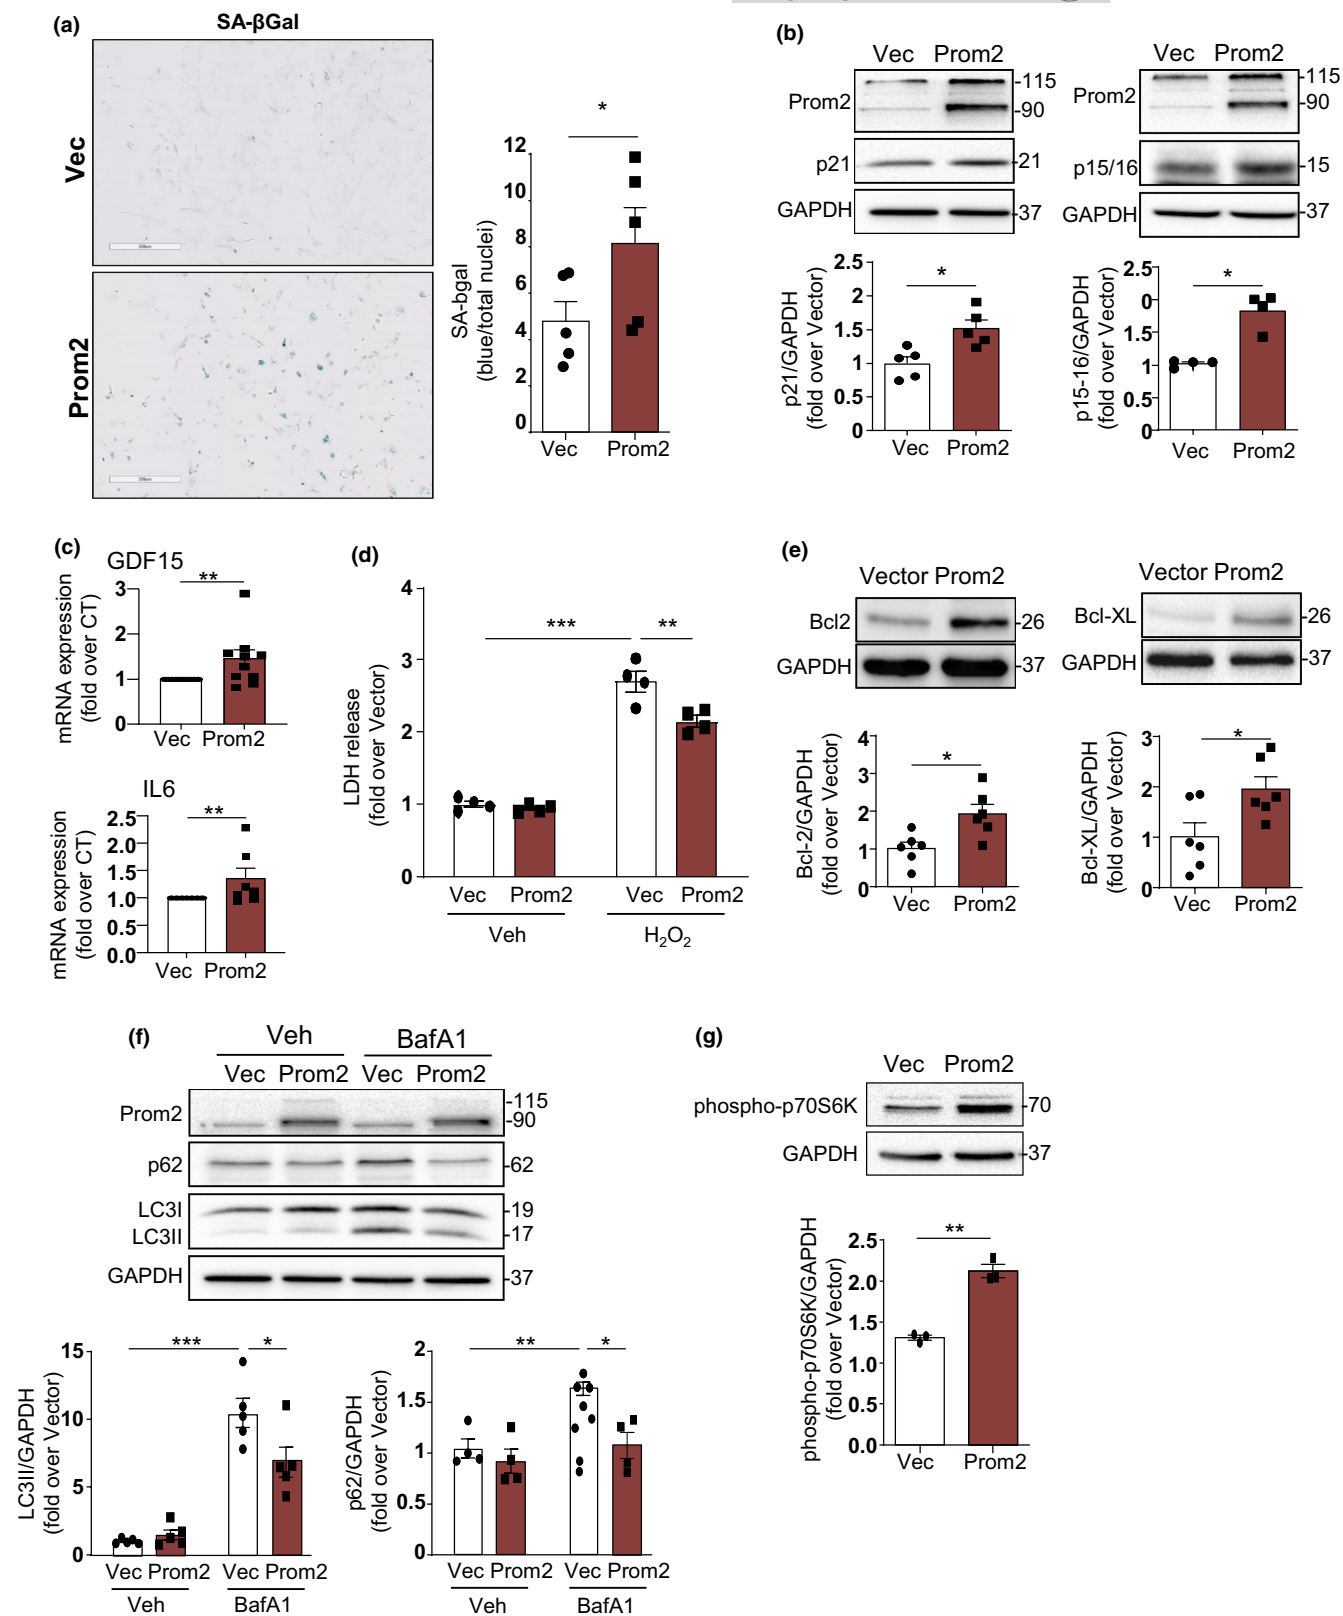 (a)
SA-βGal
Vec
Prom2
*
12
10
8
6
4
2
0
SA-bgal
(blue/total nuclei)
Vec Prom2
(b)
Vec Prom2
Prom2
-115
-90
p21
-21
GAPDH
-37
2.5
2
1.5
1
0.5
0
p21/GAPDH
(fold over Vector)
*
Vec Prom2
Vec Prom2
Prom2
-115
-90
p15/16
-15
GAPDH
-37
2.5
0
1.5
1
0.5
0
p15-16/GAPDH
(fold over Vector)
*
Vec Prom2
(c)
GDF15
**
3
2
1
0
mRNA expression
(fold over CT)
Vec Prom2
IL6
**
2.5
2.0
1.5
1.0
0.5
0.0
mRNA expression
(fold over CT)
Vec Prom2
(d)
4
3
2
1
0
LDH release
(fold over Vector)
*** **
Vec Prom2 Vec Prom2
Veh H₂O₂
(e)
Vector Prom2
Bcl2
-26
GAPDH
-37
4
3
2
1
0
Bcl-2/GAPDH
(fold over Vector)
*
Vec Prom2
Vector Prom2
Bcl-XL
-26
GAPDH
-37
3
2
1
0
Bcl-XL/GAPDH
(fold over Vector)
*
Vec Prom2
(f)
Veh BafA1
Vec Prom2 Vec Prom2
Prom2
-115
-90
p62
-62
LC3I
-19
LC3II
-17
GAPDH
-37
15
10
5
0
LC3II/GAPDH
(fold over Vector)
*** *
Vec Prom2 Vec Prom2
Veh BafA1
2
1.5
1
0.5
0
p62/GAPDH
(fold over Vector)
** *
Vec Prom2 Vec Prom2
Veh BafA1
(g)
Vec Prom2
phospho-p70S6K
-70
GAPDH
-37
2.5
2.0
1.5
1.0
0.5
0.0
phospho-p70S6K/GAPDH
(fold over Vector)
**
Vec Prom2